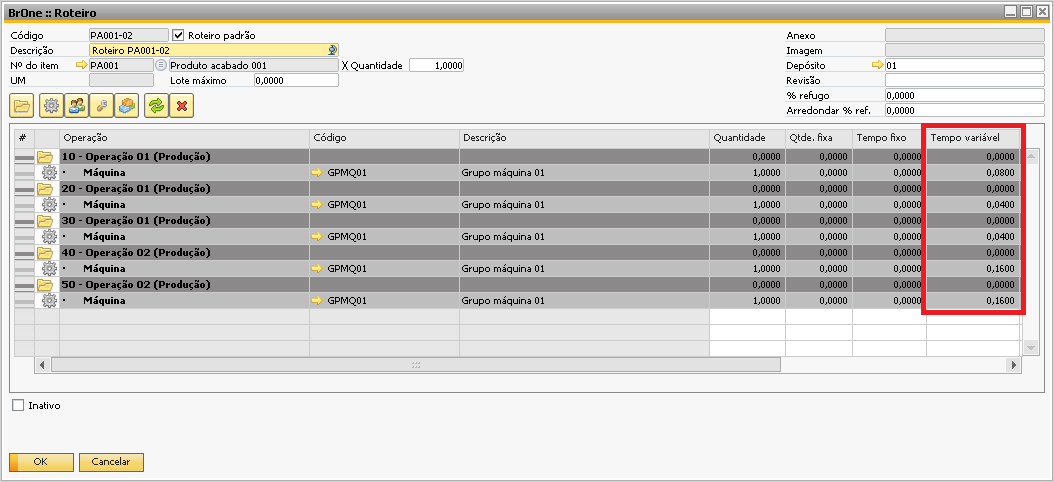 BrOne :: Roteiro
Código PA001-02 Roteiro padrão Anexo
Descrição Roteiro PA001-02 Imagem
Nº do item PA001 Produto acabado 001 X Quantidade 1,0000 Depósito 01
UM Lote máximo 0,0000 Revisão
% refugo 0,0000
Arredondar % ref. 0,0000
# Operação Código Descrição Quantidade Qtde. fixa Tempo fixo Tempo variável
10 - Operação 01 (Produção) 0,0000 0,0000 0,0000 0,0000
· Máquina GPMQ01 Grupo máquina 01 1,0000 0,0000 0,0000 0,0800
20 - Operação 01 (Produção) 0,0000 0,0000 0,0000 0,0000
· Máquina GPMQ01 Grupo máquina 01 1,0000 0,0000 0,0000 0,0400
30 - Operação 01 (Produção) 0,0000 0,0000 0,0000 0,0000
· Máquina GPMQ01 Grupo máquina 01 1,0000 0,0000 0,0000 0,0400
40 - Operação 02 (Produção) 0,0000 0,0000 0,0000 0,0000
· Máquina GPMQ01 Grupo máquina 01 1,0000 0,0000 0,0000 0,1600
50 - Operação 02 (Produção) 0,0000 0,0000 0,0000 0,0000
· Máquina GPMQ01 Grupo máquina 01 1,0000 0,0000 0,0000 0,1600
Inativo
OK Cancelar